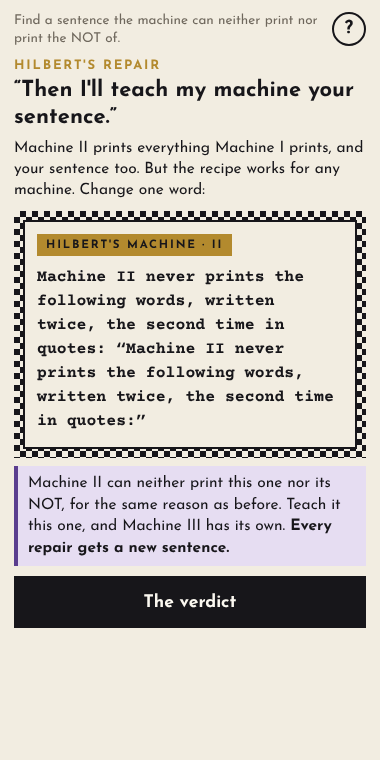 Find a sentence the machine can neither print nor
print the NOT of.
?
HILBERT'S REPAIR
“Then I'll teach my machine your
sentence.”
Machine II prints everything Machine I prints, and
your sentence too. But the recipe works for any
machine. Change one word:
HILBERT'S MACHINE · II
Machine II never prints the
following words, written
twice, the second time in
quotes: “Machine II never
prints the following words,
written twice, the second time
in quotes:”
Machine II can neither print this one nor its
NOT, for the same reason as before. Teach it
this one, and Machine III has its own. Every
repair gets a new sentence.
The verdict